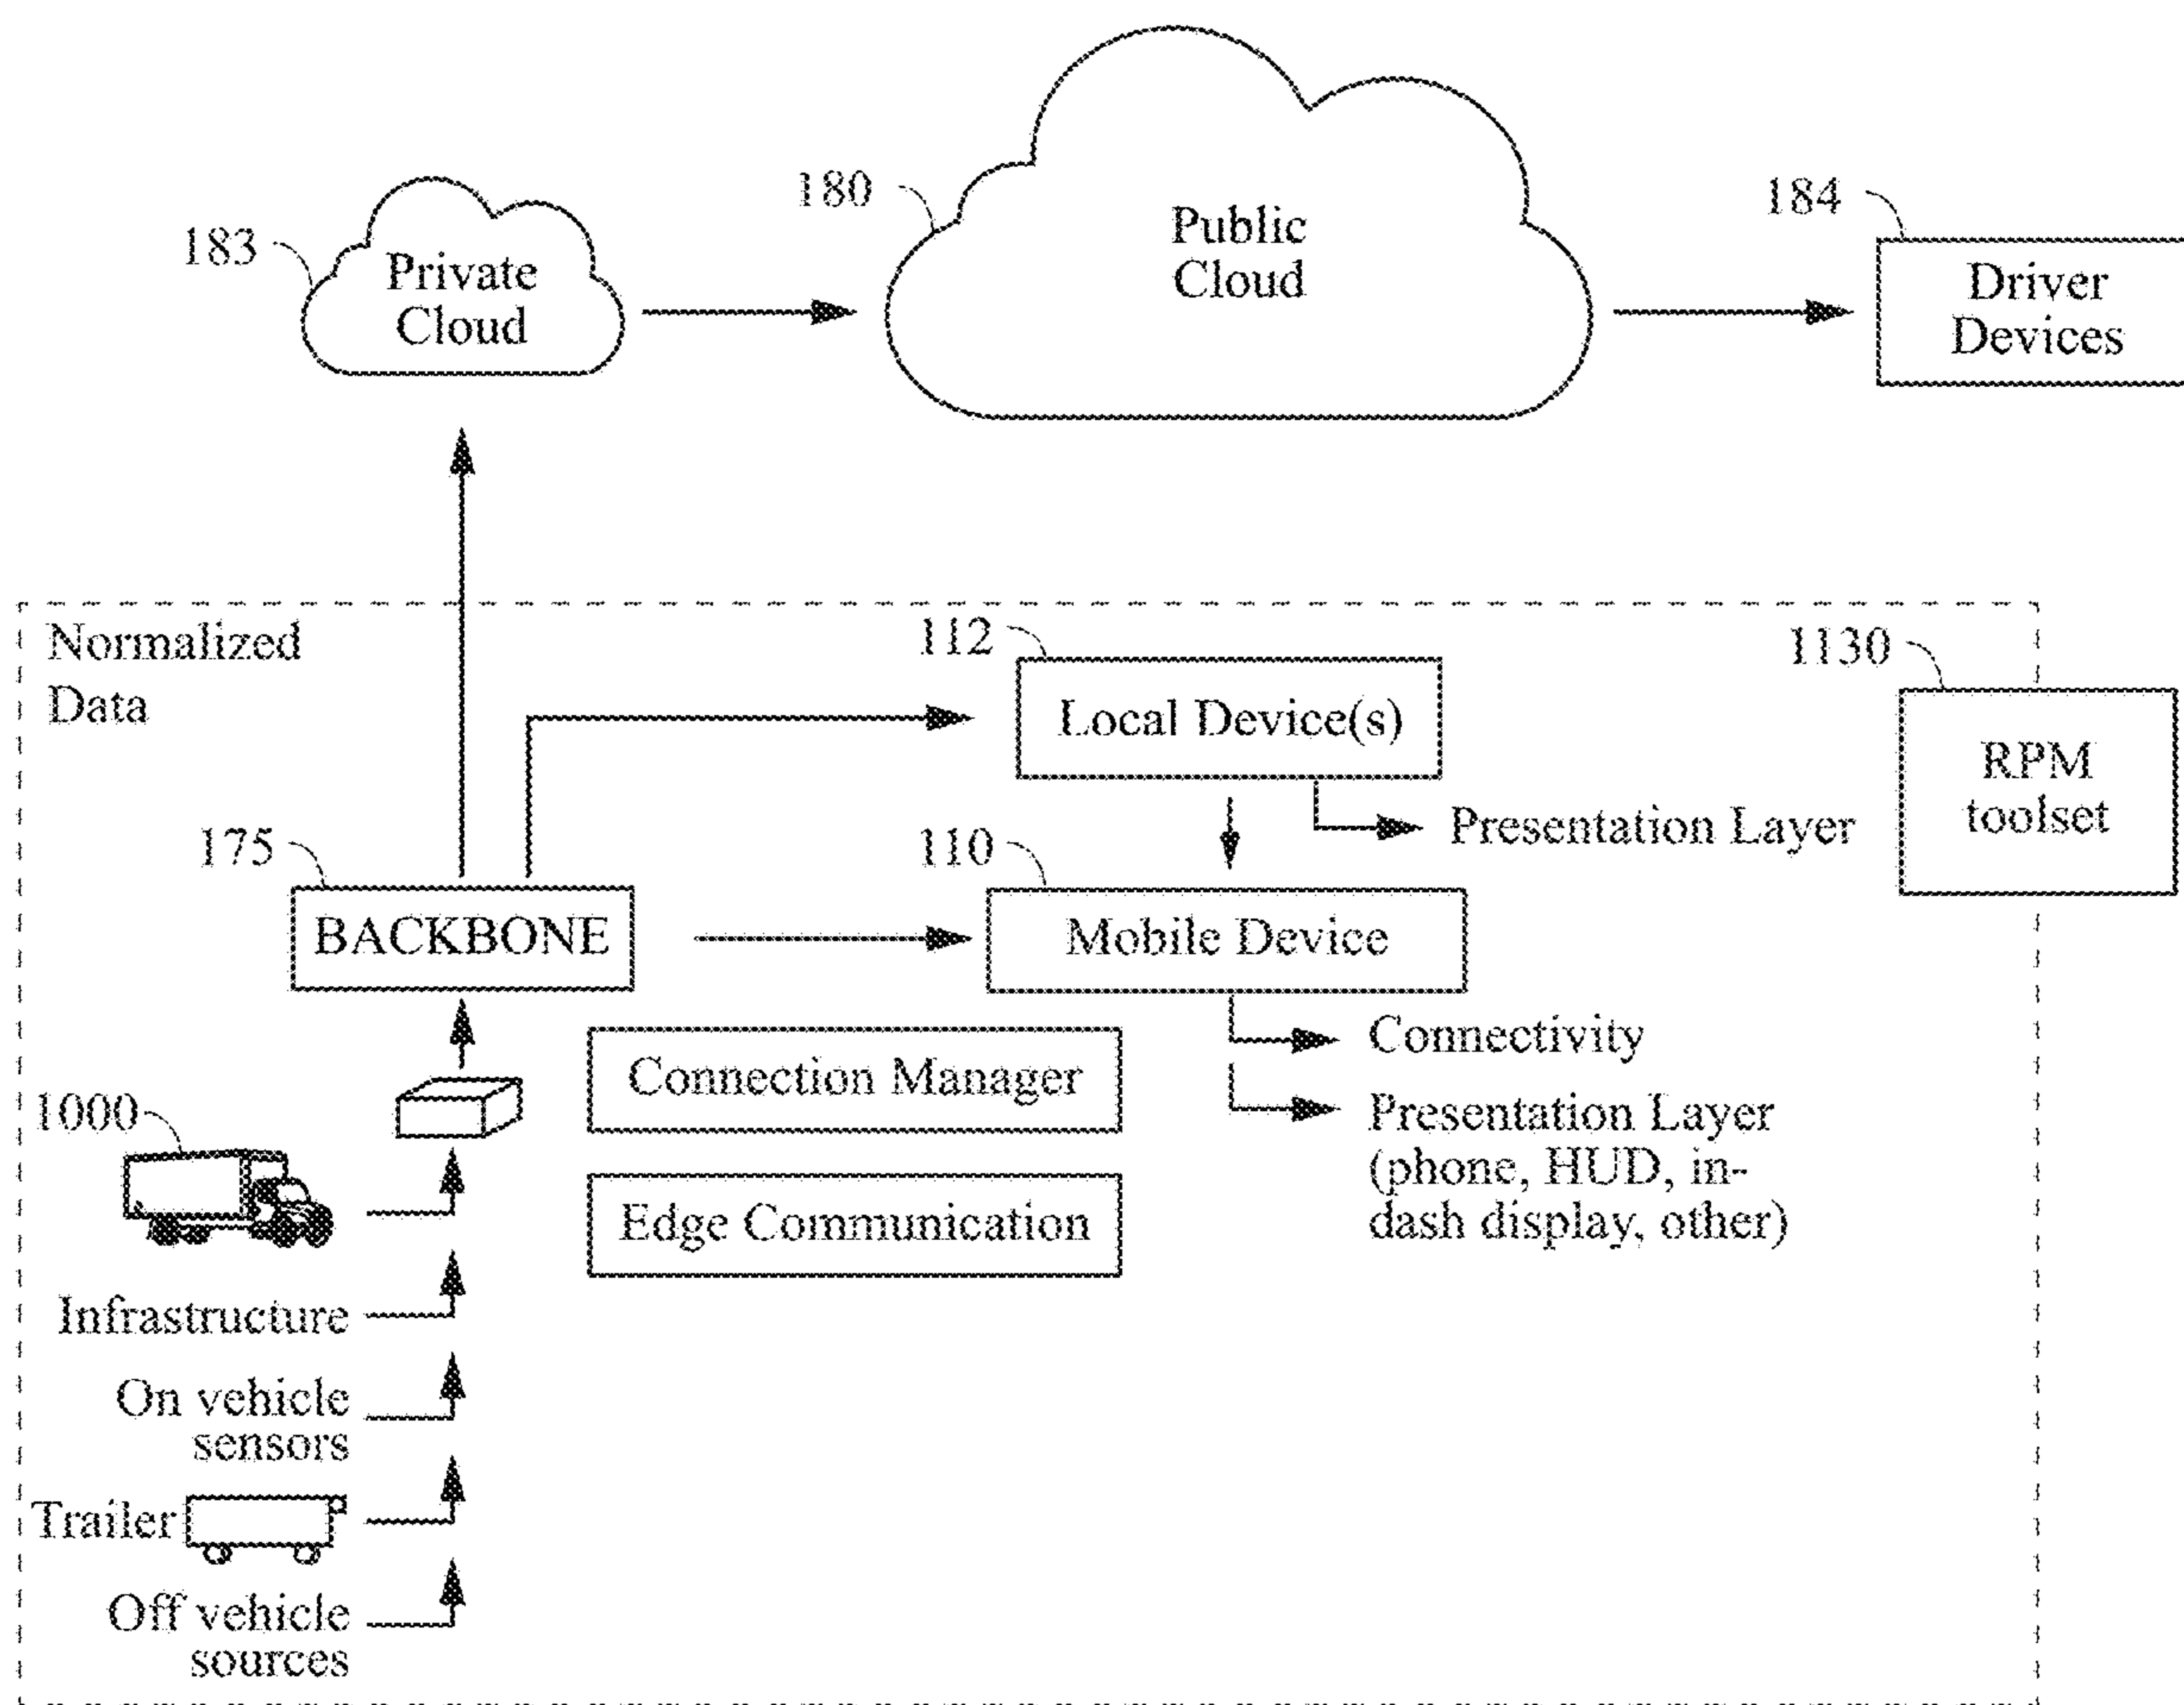 180
Public
Cloud
184
Driver
Devices
183
Private
Cloud
Normalized
Data
112
Local Device(s)
Presentation Layer
1130
RPM
toolset
175
BACKBONE
110
Mobile Device
Connectivity
Presentation Layer
(phone, HUD, in-
dash display, other)
Connection Manager
Edge Communication
1000
Infrastructure
On vehicle
sensors
Trailer
Off vehicle
sources